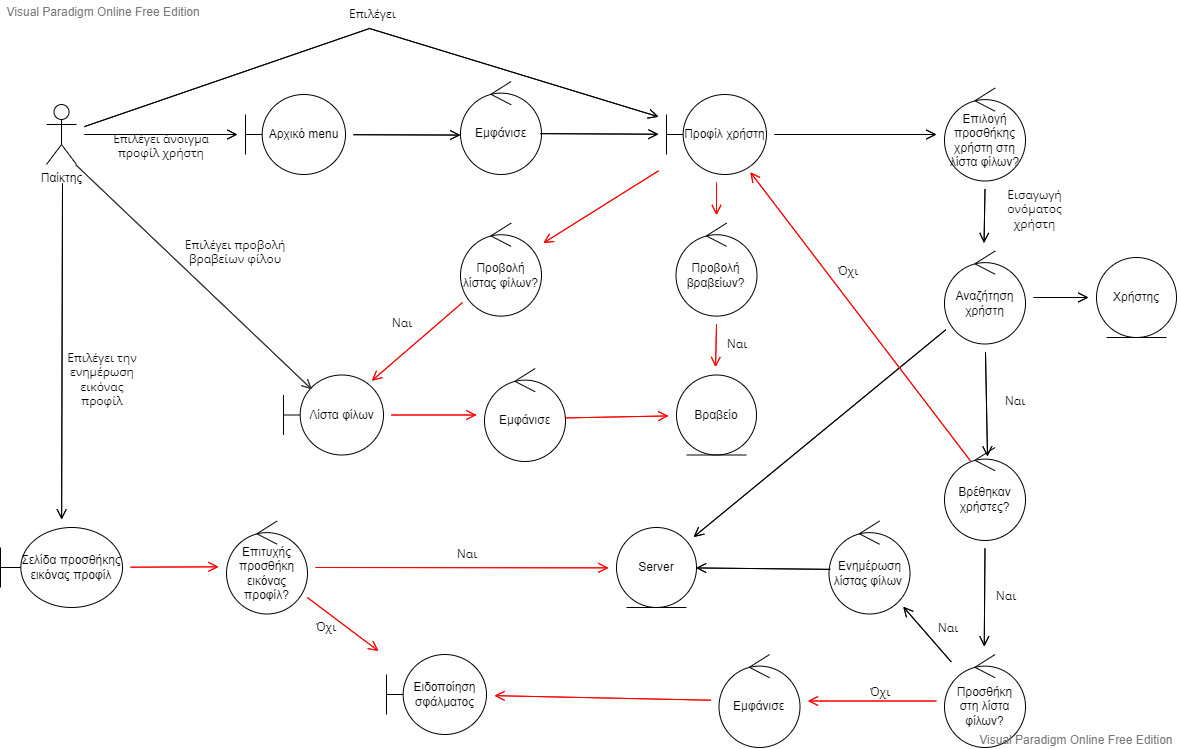 Visual Paradigm Online Free Edition
Επιλέγει
Επιλέγει άνοιγμα
προφίλ χρήστη
Αρχικό menu
Εμφάνισε
Προφίλ χρήστη
Επιλογή
προσθήκης
χρήστη στη
λίστα φίλων?
Παίκτης
Εισαγωγή
ονόματος
χρήστη
Επιλέγει προβολή
βραβείων φίλου
Προβολή
λίστας φίλων?
Προβολή
βραβείων?
Όχι
Αναζήτηση
χρήστη
Χρήστης
Ναι
Ναι
Επιλέγει την
ενημέρωση
εικόνας
προφίλ
Ναι
Λίστα φίλων
Εμφάνισε
Βραβείο
Βρέθηκαν
χρήστες?
Σελίδα προσθήκης
εικόνας προφίλ
Επιτυχής
προσθήκη
εικόνας
προφίλ?
Ναι
Server
Ενημέρωση
λίστας φίλων
Ναι
Όχι
Ναι
Ειδοποίηση
σφάλματος
Εμφάνισε
Όχι
Προσθήκη
στη λίστα
φίλων?
Visual Paradigm Online Free Edition